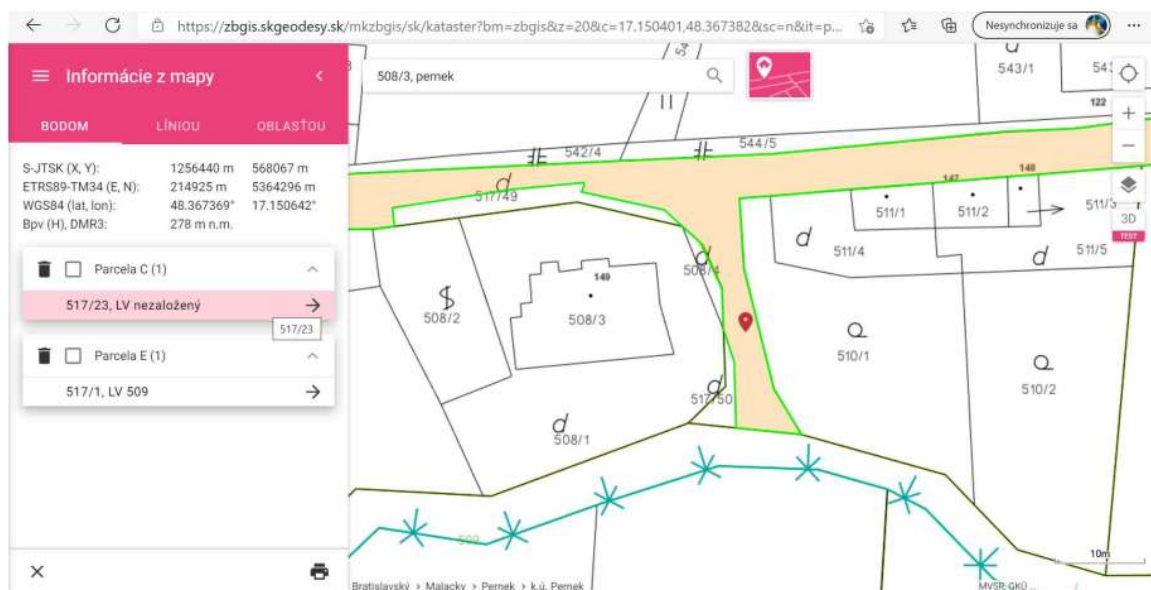 https://zbgis.skgeodesy.sk/mkzbgis/sk/kataster?bm=zbgis&z=20&c=17.150401,48.367382&sc=n&it=p...
Nesynchronizuje sa
Informácie z mapy
508/3, pernek
BODOM
LÍNIOU
OBLASŤOU
S-JTSK (X, Y): 1256440 m 568067 m
ETRS89-TM34 (E, N): 214925 m 5364296 m
WGS84 (lat, lon): 48.367369° 17.150642°
Bpv (H), DMR3: 278 m n.m.
Parcela C (1)
517/23, LV nezaložený
517/23
Parcela E (1)
517/1, LV 509
543/1
122
542/4
544/5
517/49
147
148
511/1
511/2
511/3
511/4
511/5
508/4
149
508/2
508/3
510/1
510/2
517/50
508/1
509
3D
TEST
10m
Bratislavský > Malacky > Pernek > k.ú. Pernek
MVSR, GKÚ ...